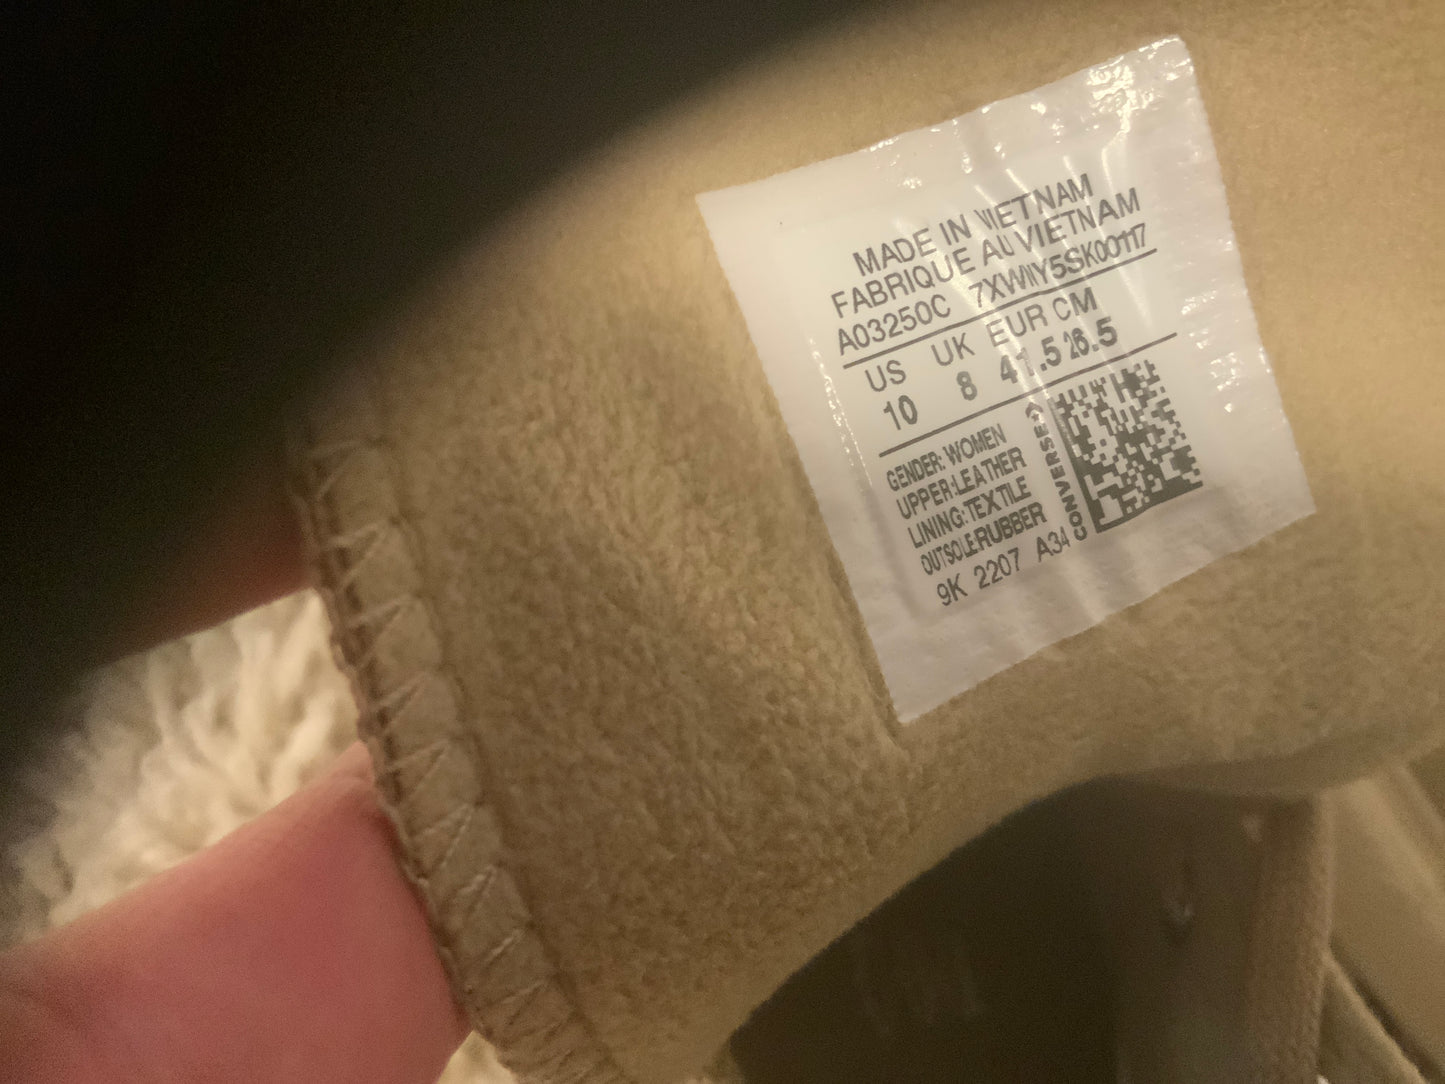 MADE IN VIETNAM
FABRIQUE AU VIETNAM
A03250C
US UK EUR CM
10 8 41.5 26.5
GENDER: WOMEN
UPPER:LEATHER
LINING:TEXTILE
OUTSOLE:RUBBER
9K 2207 A34
CONVERSE